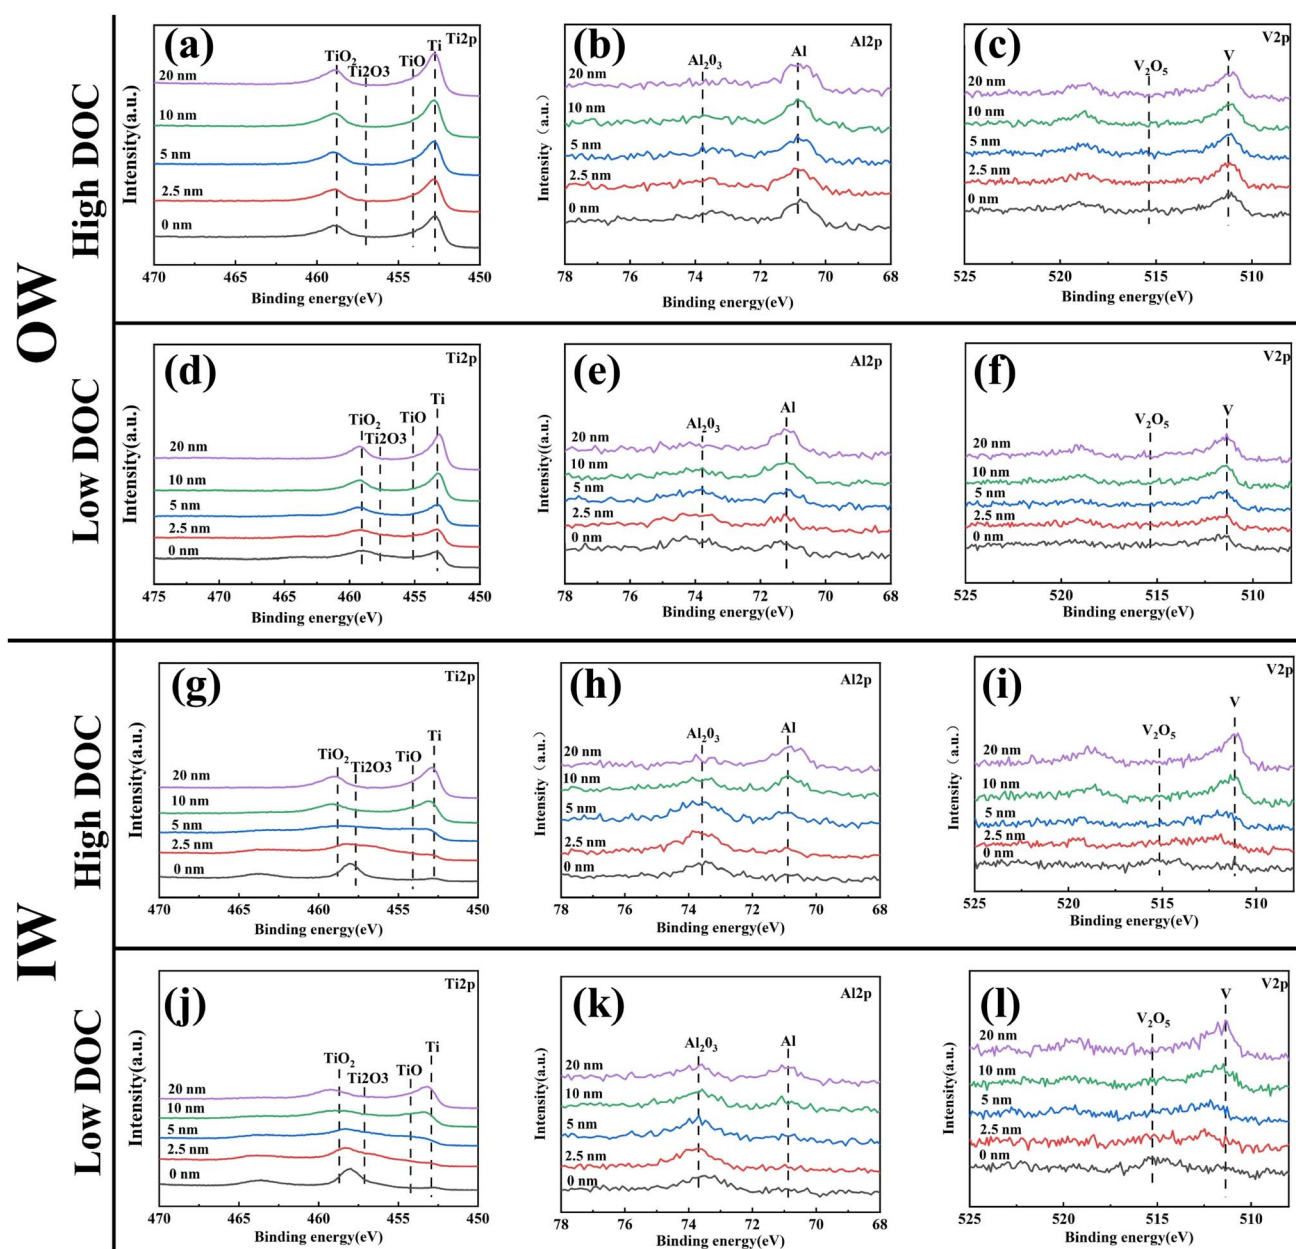 OW
High DOC
(a)
Ti2p
TiO2
Ti2O3
TiO
Ti
20 nm
10 nm
5 nm
2.5 nm
0 nm
Intensity(a.u.)
470 465 460 455 450
Binding energy(eV)
(b)
Al2p
Al₂0₃
Al
20 nm
10 nm
5 nm
2.5 nm
0 nm
Intensity（a.u.）
78 76 74 72 70 68
Binding energy(eV)
(c)
V2p
V₂O₅
V
20 nm
10 nm
5 nm
2.5 nm
0 nm
525 520 515 510
Binding energy(eV)
Low DOC
(d)
Ti2p
TiO₂
Ti2O3
TiO
Ti
20 nm
10 nm
5 nm
2.5 nm
0 nm
Intensity(a.u.)
475 470 465 460 455 450
Binding energy(eV)
(e)
Al2p
Al₂0₃
Al
20 nm
10 nm
5 nm
2.5 nm
0 nm
Intensity((a.u.)
78 76 74 72 70 68
Binding energy(eV)
(f)
V2p
V₂O₅
V
20 nm
10 nm
5 nm
2.5 nm
0 nm
525 520 515 510
Binding energy(eV)
IW
High DOC
(g)
Ti2p
TiO₂
Ti2O3
TiO
Ti
20 nm
10 nm
5 nm
2.5 nm
0 nm
Intensity(a.u.)
470 465 460 455 450
Binding energy(eV)
(h)
Al2p
Al₂0₃
Al
20 nm
10 nm
5 nm
2.5 nm
0 nm
Intensity（a.u.）
78 76 74 72 70 68
Binding energy(eV)
(i)
V2p
V₂O₅
V
20 nm
10 nm
5 nm
2.5 nm
0 nm
Intensity（a.u.）
525 520 515 510
Binding energy(eV)
Low DOC
(j)
Ti2p
TiO₂
Ti2O3
TiO
Ti
20 nm
10 nm
5 nm
2.5 nm
0 nm
Intensity(a.u.)
470 465 460 455 450
Binding energy(eV)
(k)
Al2p
Al₂0₃
Al
20 nm
10 nm
5 nm
2.5 nm
0 nm
Intensity(a.u.)
78 76 74 72 70 68
Binding energy(eV)
(l)
V2p
V₂O₅
V
20 nm
10 nm
5 nm
2.5 nm
0 nm
Intensity(a.u.)
525 520 515 510
Binding energy(eV)